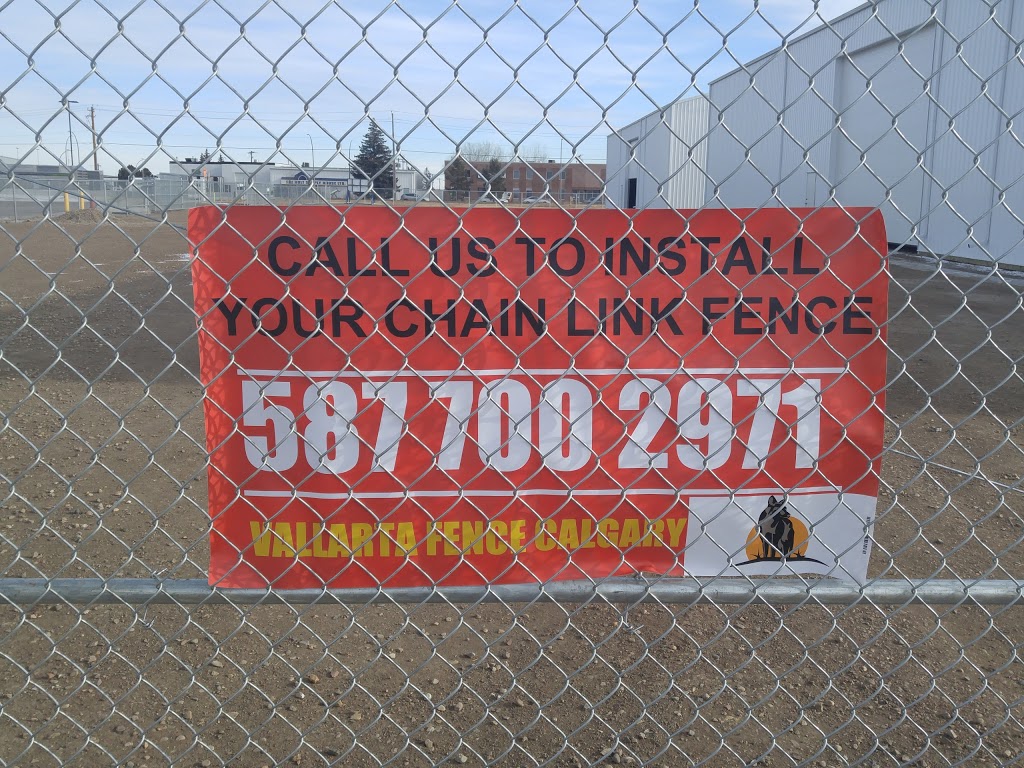 CALL US TO INSTALL
YOUR CHAIN LINK FENCE
587 700 2971
VALLARTA FENCE CALGARY